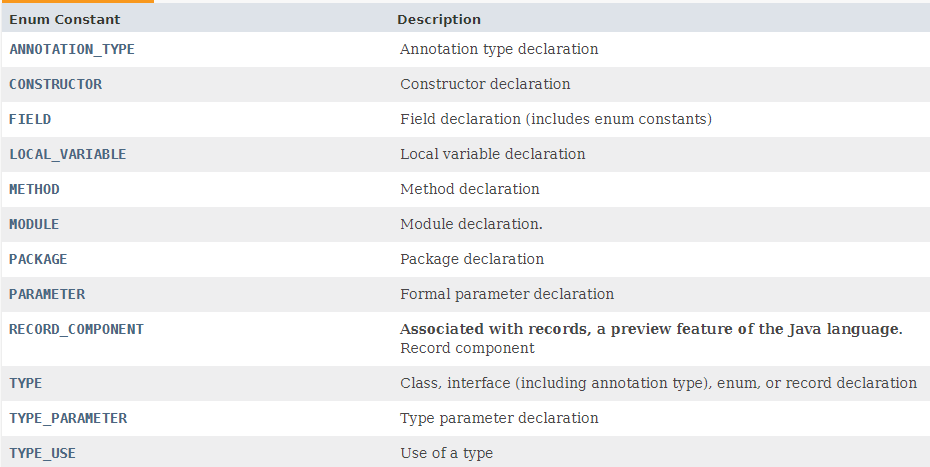 Enum Constant Description
ANNOTATION_TYPE Annotation type declaration
CONSTRUCTOR Constructor declaration
FIELD Field declaration (includes enum constants)
LOCAL_VARIABLE Local variable declaration
METHOD Method declaration
MODULE Module declaration.
PACKAGE Package declaration
PARAMETER Formal parameter declaration
RECORD_COMPONENT Associated with records, a preview feature of the Java language.
Record component
TYPE Class, interface (including annotation type), enum, or record declaration
TYPE_PARAMETER Type parameter declaration
TYPE_USE Use of a type